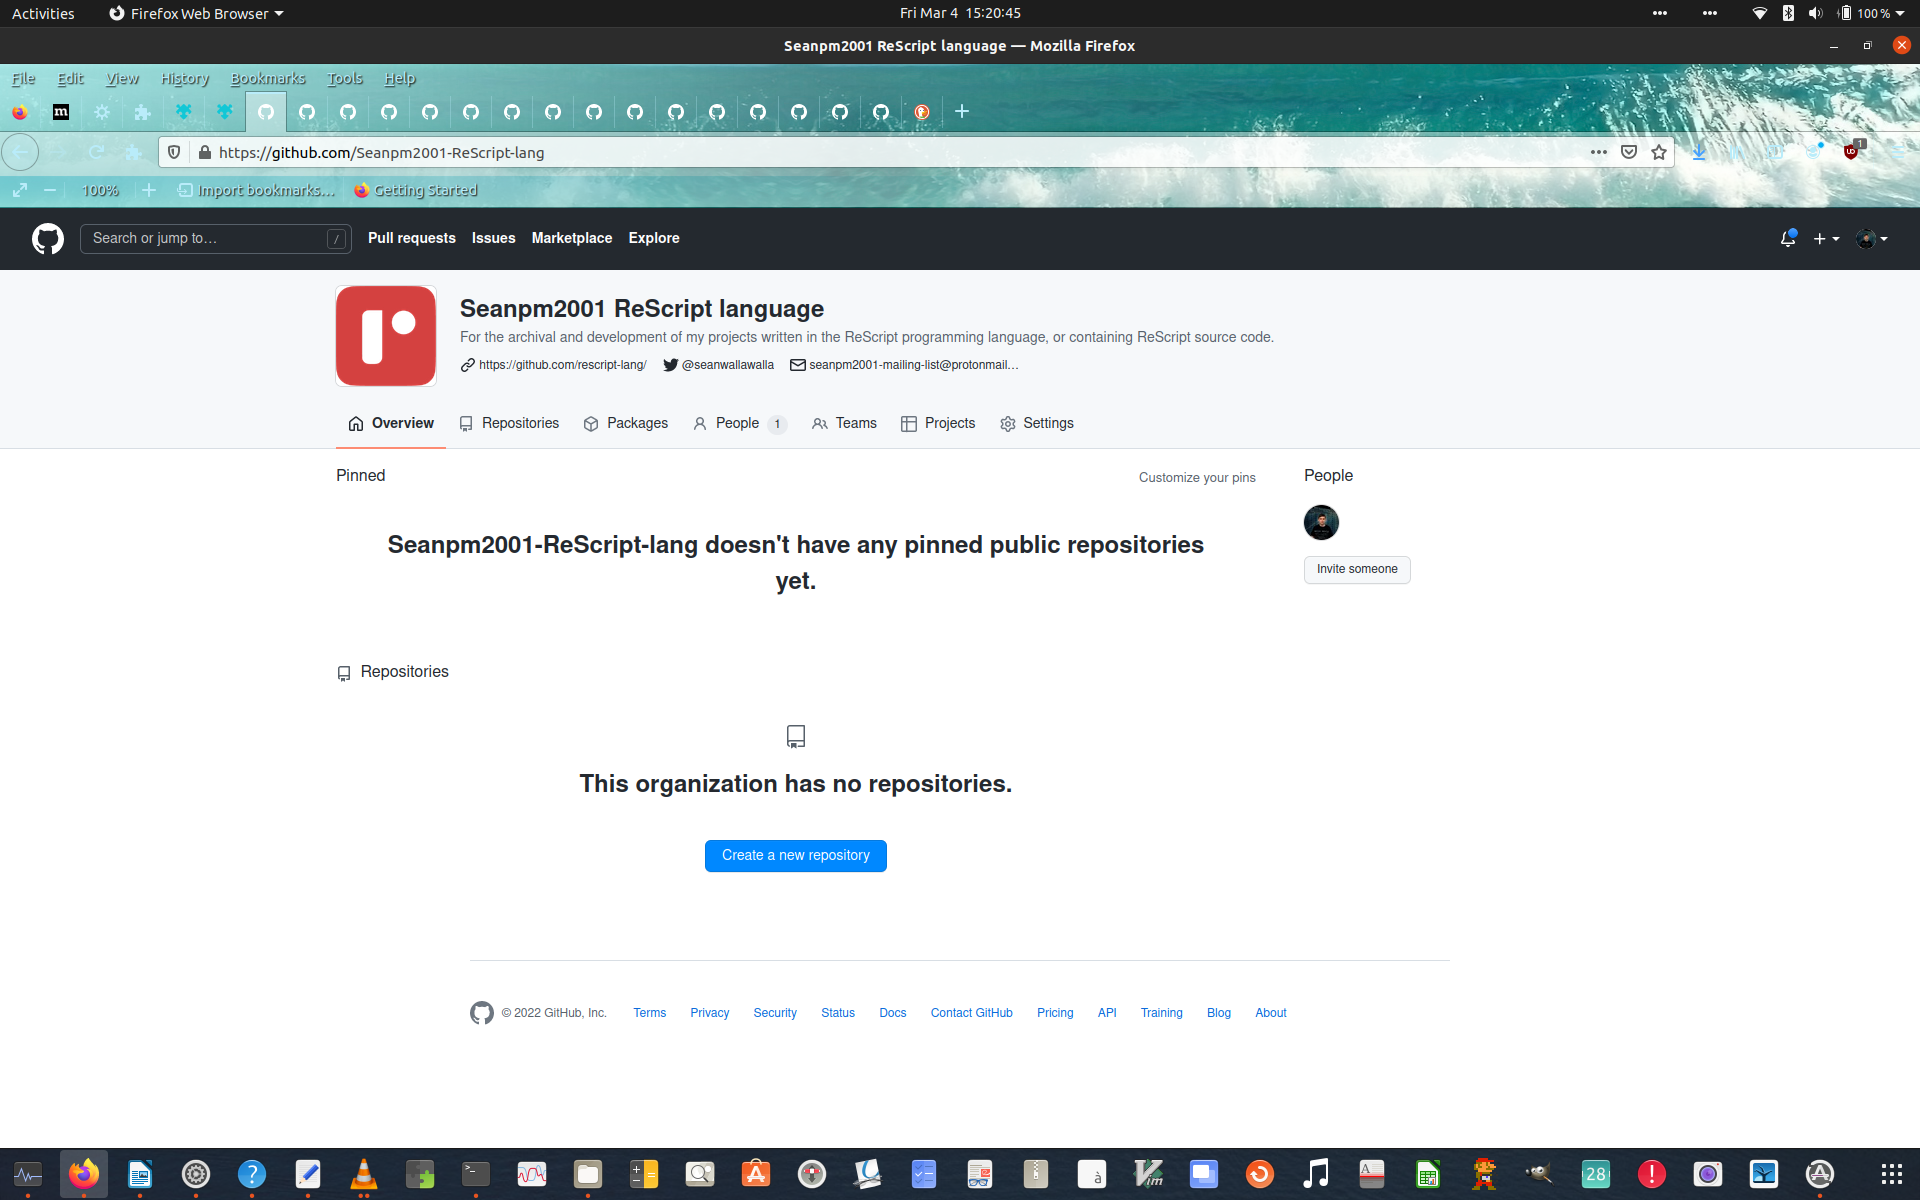 Activities
Firefox Web Browser
Fri Mar 4 15:20:45
100 %
Seanpm2001 ReScript language — Mozilla Firefox
File Edit View History Bookmarks Tools Help
https://github.com/Seanpm2001-ReScript-lang
1
100%
Import bookmarks...
Getting Started
Search or jump to...
/
Pull requests
Issues
Marketplace
Explore
Seanpm2001 ReScript language
For the archival and development of my projects written in the ReScript programming language, or containing ReScript source code.
https://github.com/rescript-lang/
@seanwallawalla
seanpm2001-mailing-list@protonmail...
Overview
Repositories
Packages
People 1
Teams
Projects
Settings
Pinned
Customize your pins
People
Seanpm2001-ReScript-lang doesn't have any pinned public repositories
yet.
Invite someone
Repositories
This organization has no repositories.
Create a new repository
© 2022 GitHub, Inc.
Terms
Privacy
Security
Status
Docs
Contact GitHub
Pricing
API
Training
Blog
About
28